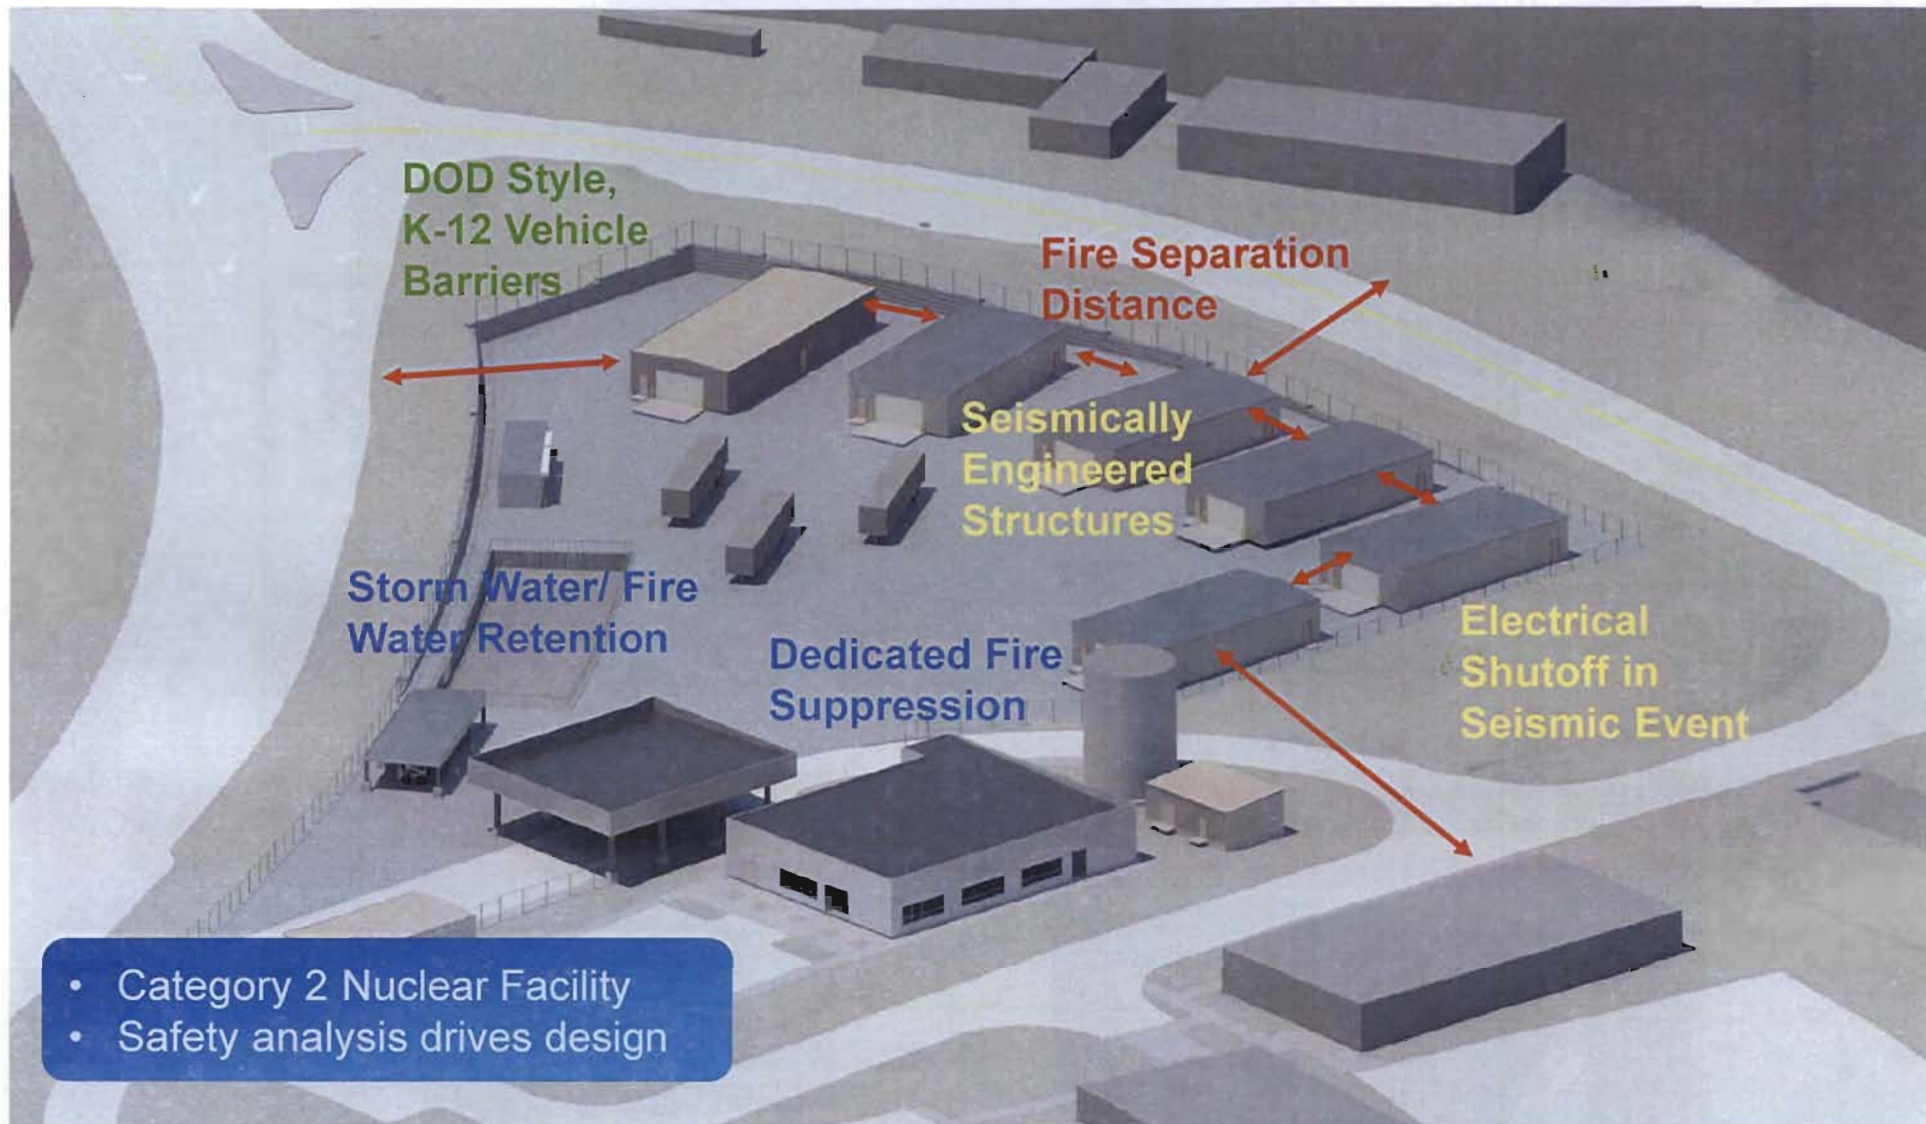 DOD Style,
K-12 Vehicle
Barriers
Fire Separation
Distance
Seismically
Engineered
Structures
Storm Water/ Fire
Water Retention
Dedicated Fire
Suppression
Electrical
Shutoff in
Seismic Event
• Category 2 Nuclear Facility
• Safety analysis drives design